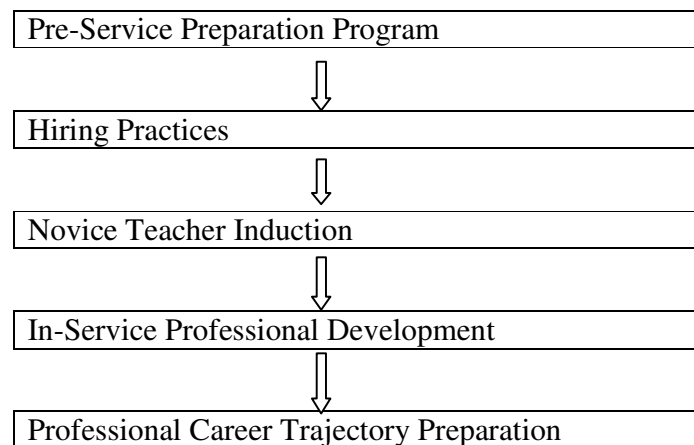 Pre-Service Preparation Program
Hiring Practices
Novice Teacher Induction
In-Service Professional Development
Professional Career Trajectory Preparation